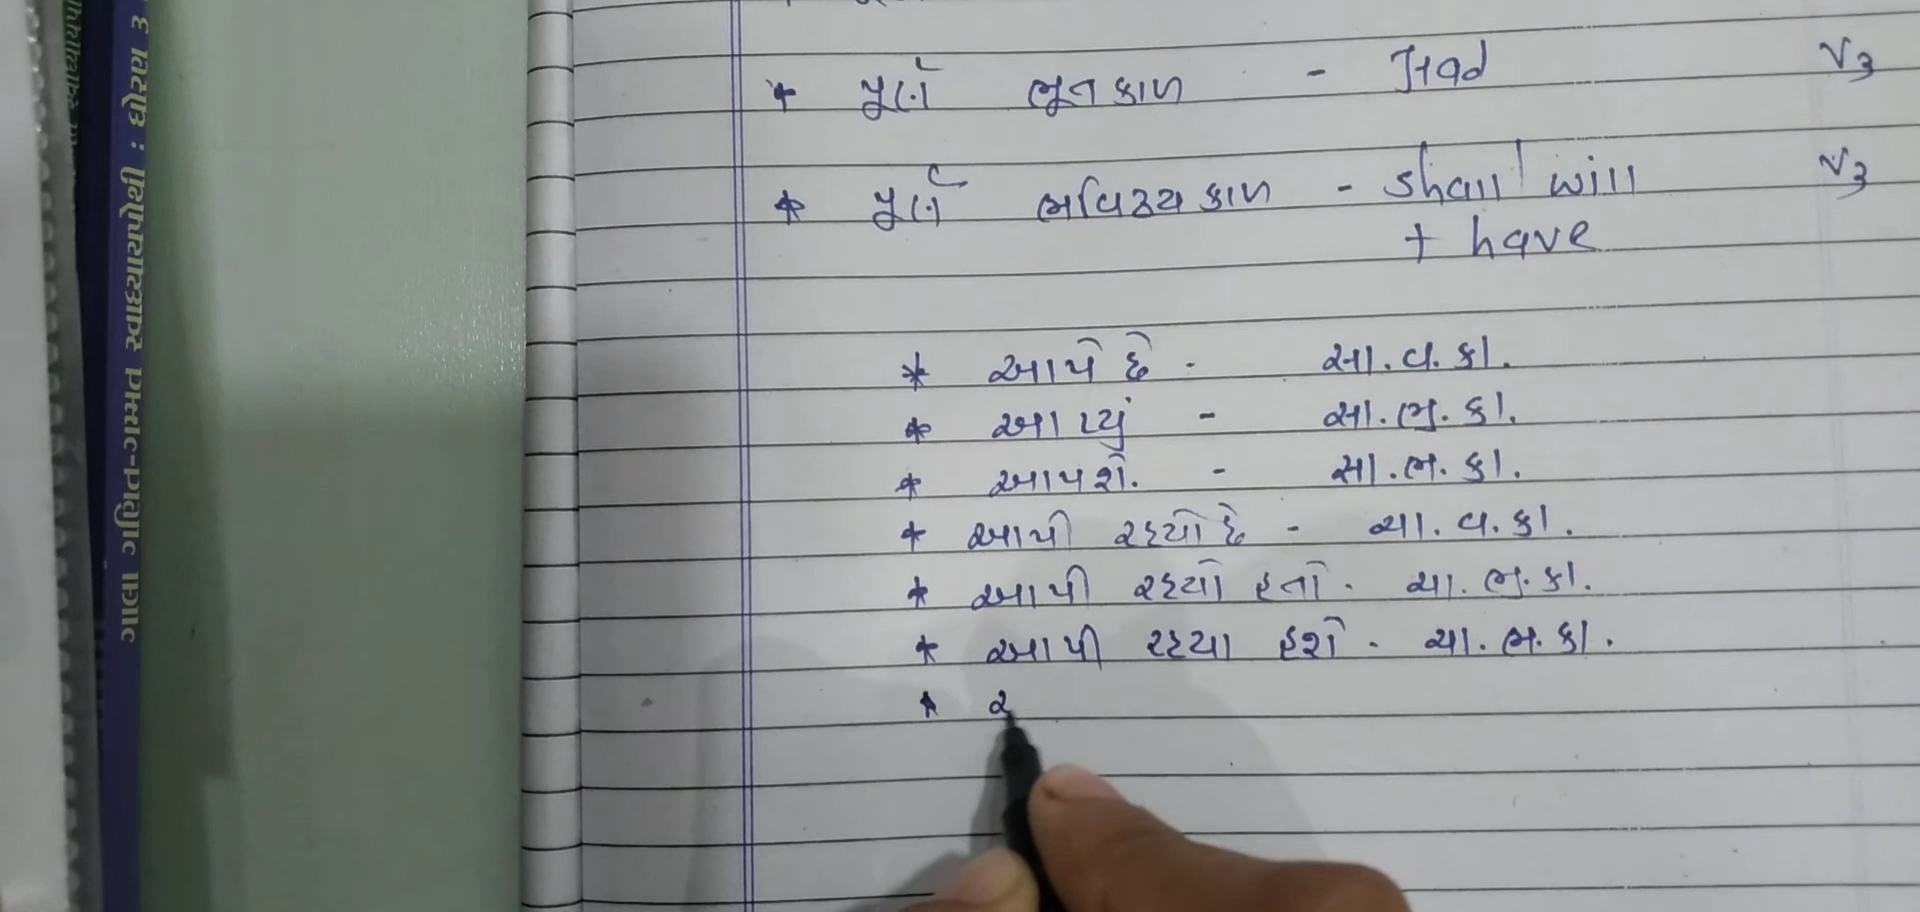 * પૂર્ણ ભૂતકાળ - Had V3
* પૂર્ણ ભવિષ્યકાળ - shall will V3
+ have
* આપે છે - સા.વ.કા.
* આપ્યું - સા.ભુ.કા.
* આપશે. - સા.ભ.કા.
* આપી રહ્યો છે - ચા.વ.કા.
* આપી રહ્યો હતો - ચા.ભુ.કા.
* આપી રહ્યા હશે - ચા.ભ.કા.